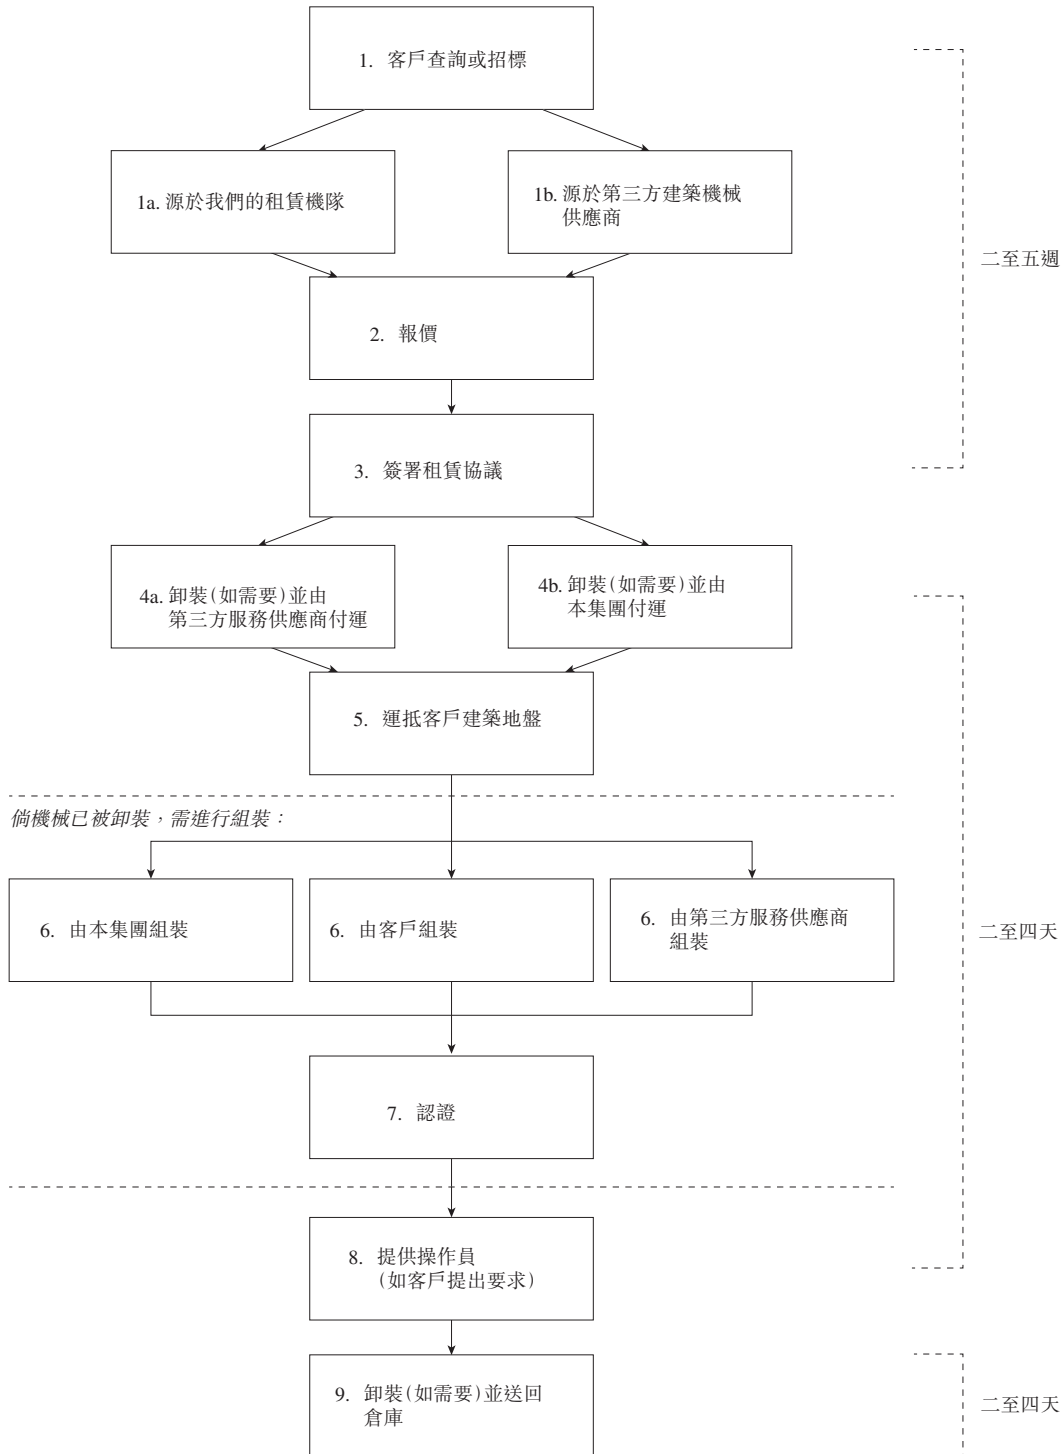 1. 客戶查詢或招標
1a. 源於我們的租賃機隊
1b. 源於第三方建築機械
供應商
二至五週
2. 報價
3. 簽署租賃協議
4a. 卸裝(如需要)並由
第三方服務供應商付運
4b. 卸裝(如需要)並由
本集團付運
5. 運抵客戶建築地盤
倘機械已被卸裝，需進行組裝：
6. 由本集團組裝
6. 由客戶組裝
6. 由第三方服務供應商
組裝
二至四天
7. 認證
8. 提供操作員
(如客戶提出要求)
9. 卸裝(如需要)並送回
倉庫
二至四天